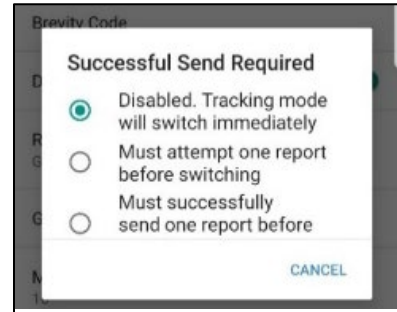 Brevity Code
Successful Send Required
Disabled. Tracking mode
will switch immediately
Must attempt one report
before switching
Must successfully
send one report before
CANCEL